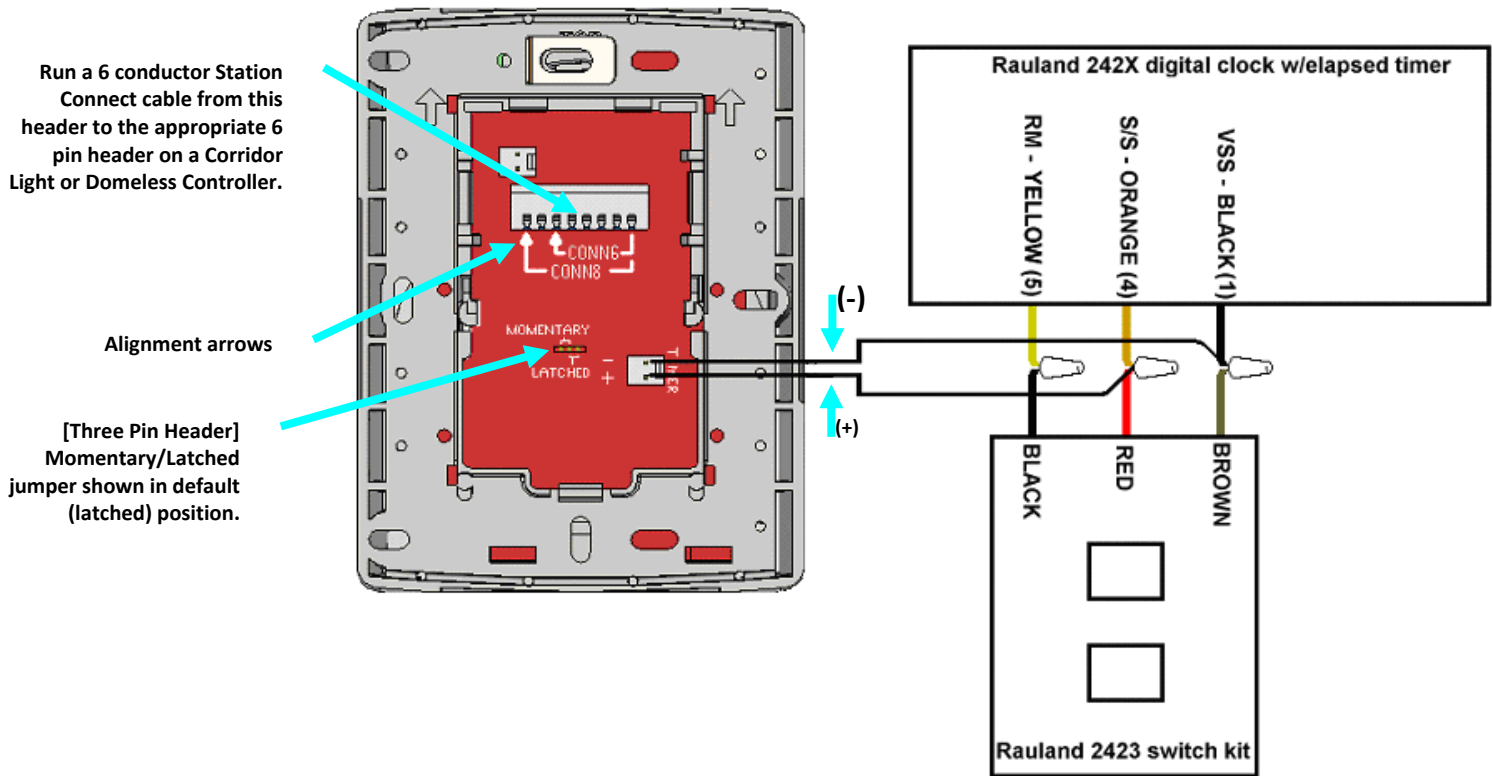 Run a 6 conductor Station
Connect cable from this
header to the appropriate 6
pin header on a Corridor
Light or Domeless Controller.
Alignment arrows
[Three Pin Header]
Momentary/Latched
jumper shown in default
(latched) position.
CONN6
CONN8
MOMENTARY
LATCHED
-
+
(-)
(+)
Rauland 242X digital clock w/elapsed timer
RM - YELLOW (5)
S/S - ORANGE (4)
VSS - BLACK (1)
BLACK
RED
BROWN
Rauland 2423 switch kit